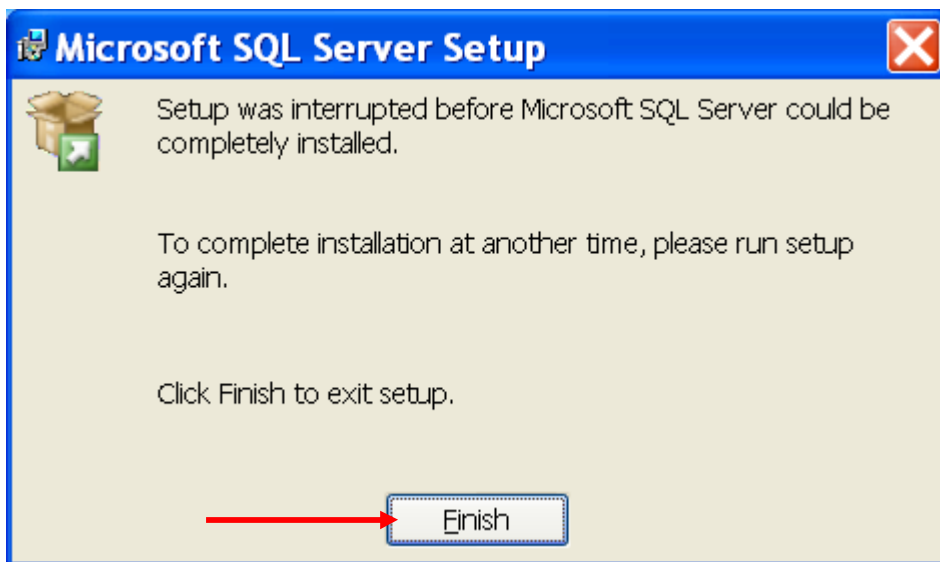 Microsoft SQL Server Setup
Setup was interrupted before Microsoft SQL Server could be
completely installed.
To complete installation at another time, please run setup
again.
Click Finish to exit setup.
Finish